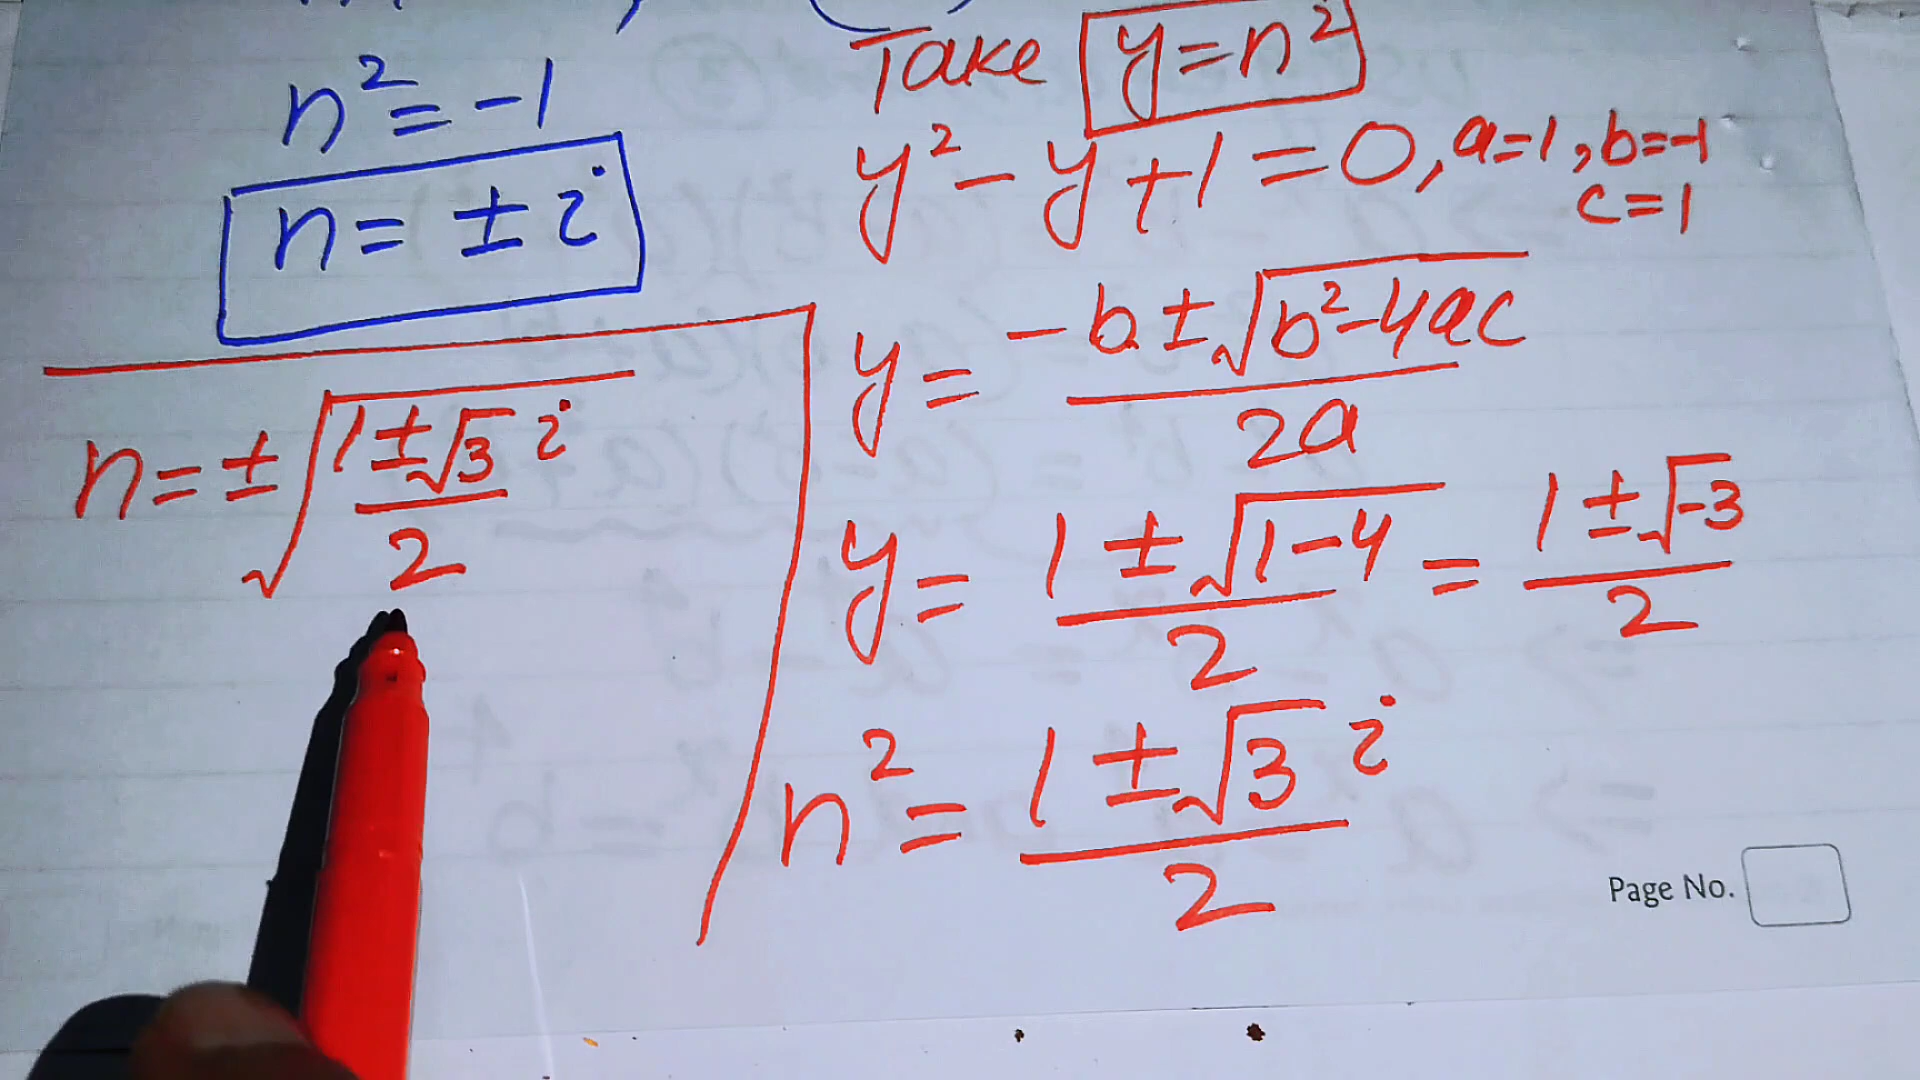 n² = -1
n = ± i
n = ± √((1 ± √3 i)/2)
Take y = n²
y² - y + 1 = 0, a = 1, b = -1
c = 1
y = (-b ± √(b² - 4ac))/2a
y = (1 ± √(1 - 4))/2 = (1 ± √-3)/2
n² = (1 ± √3 i)/2
Page No.